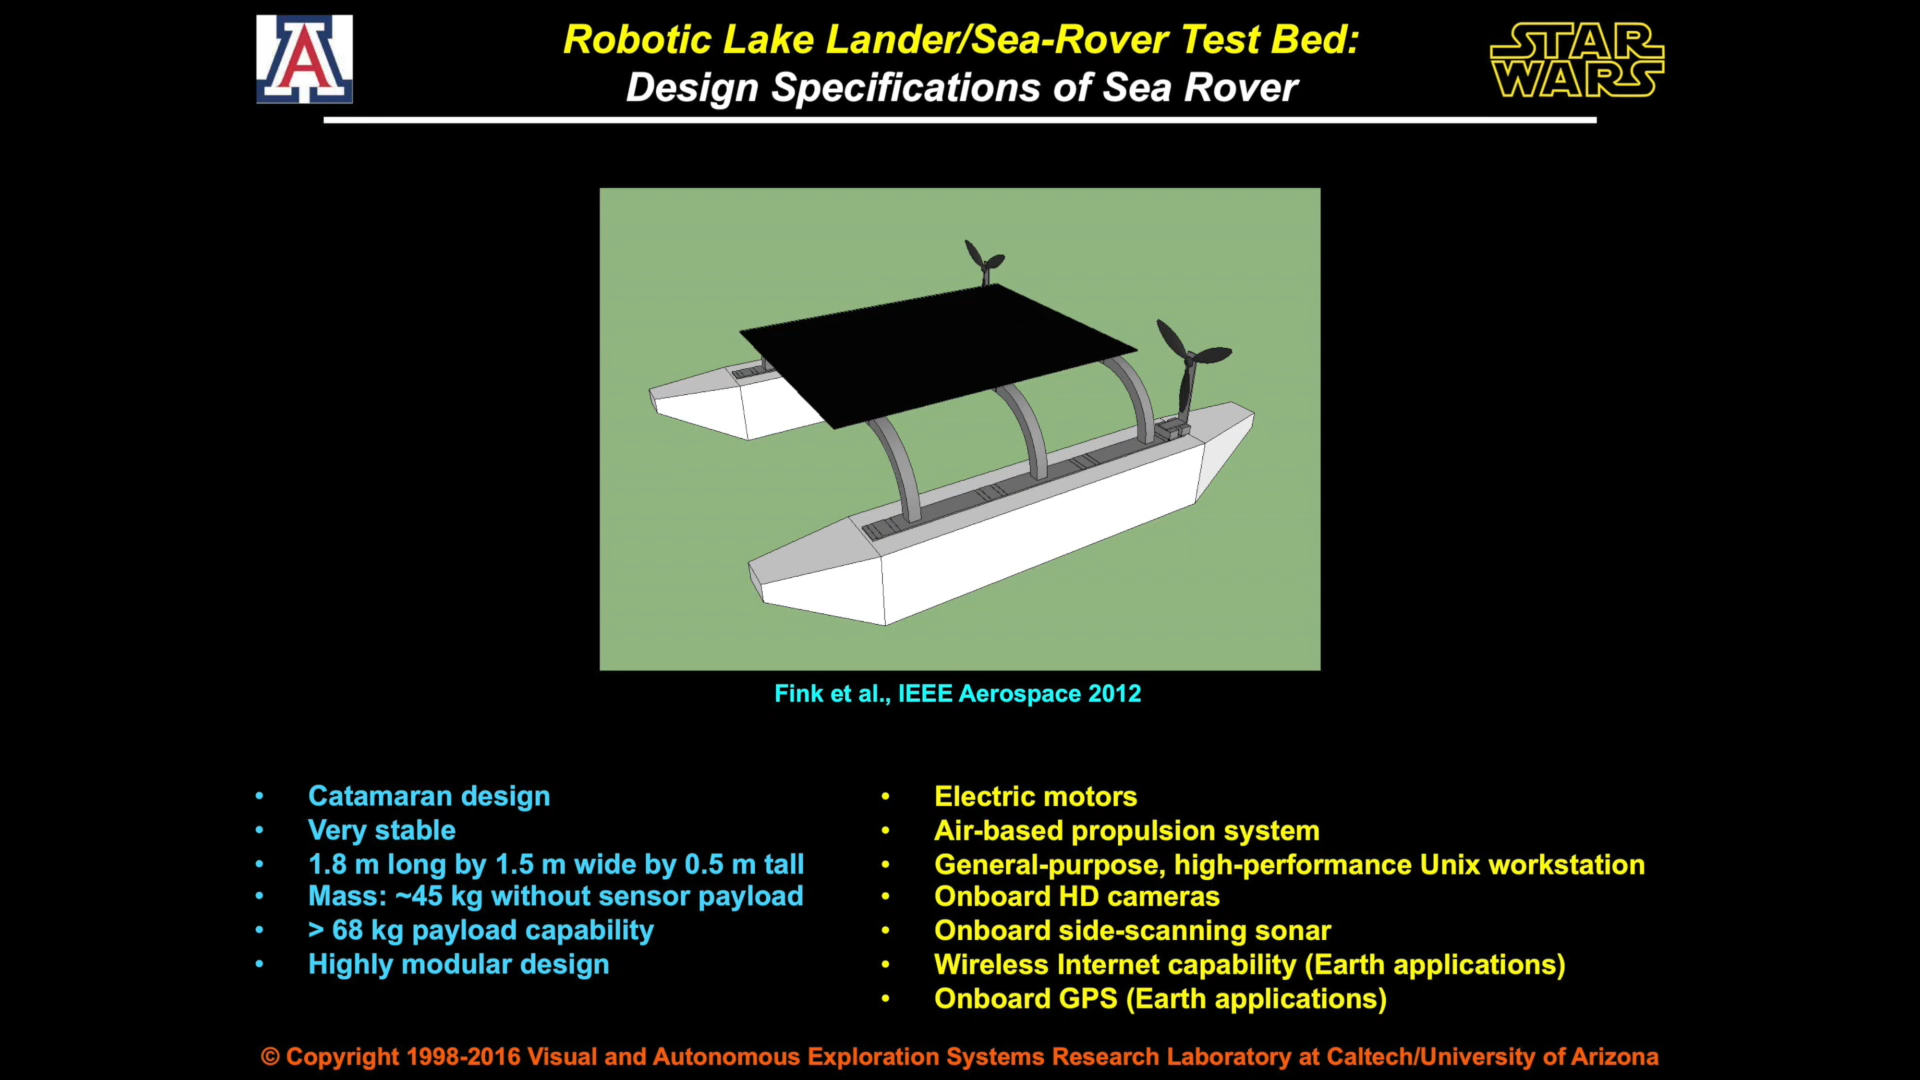 Robotic Lake Lander/Sea-Rover Test Bed:
Design Specifications of Sea Rover
A
STAR
WARS
Fink et al., IEEE Aerospace 2012
• Catamaran design
• Very stable
• 1.8 m long by 1.5 m wide by 0.5 m tall
• Mass: ~45 kg without sensor payload
• > 68 kg payload capability
• Highly modular design
• Electric motors
• Air-based propulsion system
• General-purpose, high-performance Unix workstation
• Onboard HD cameras
• Onboard side-scanning sonar
• Wireless Internet capability (Earth applications)
• Onboard GPS (Earth applications)
© Copyright 1998-2016 Visual and Autonomous Exploration Systems Research Laboratory at Caltech/University of Arizona